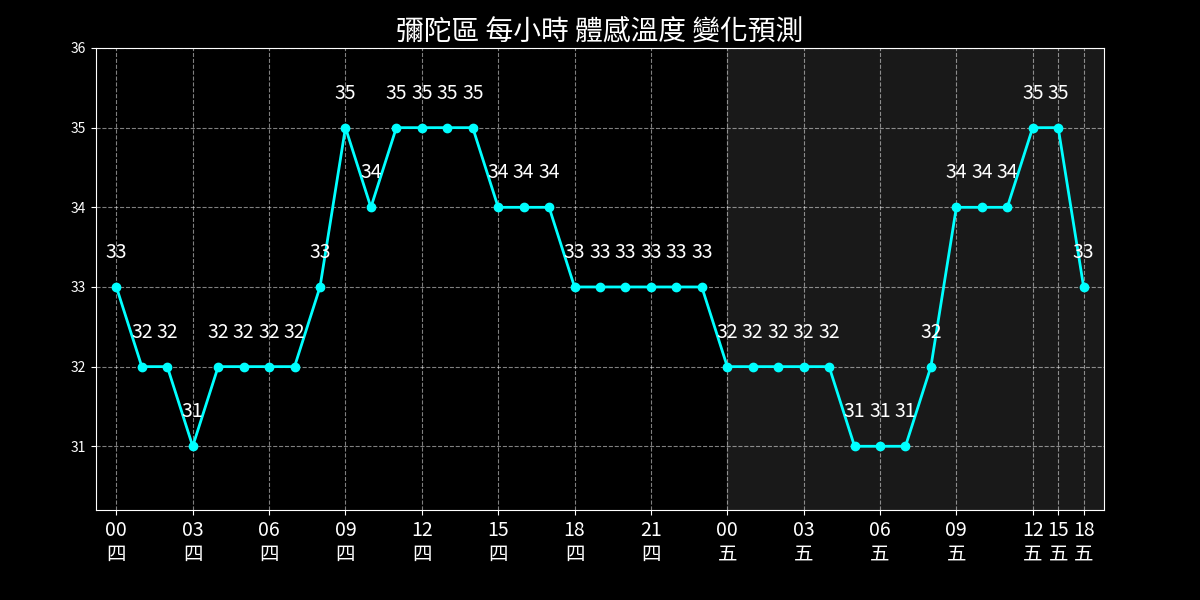 彌陀區 每小時 體感溫度 變化預測
36
35
34
33
32
31
35 35 35 35 35 35 35
34 34 34 34 34 34 34
33 33 33 33 33 33 33 33 33
32 32 32 32 32 32 32 32 32 32 32 32
31 31 31 31
00 03 06 09 12 15 18 21 00 03 06 09 12 15 18
四 四 四 四 四 四 四 四 五 五 五 五 五 五 五